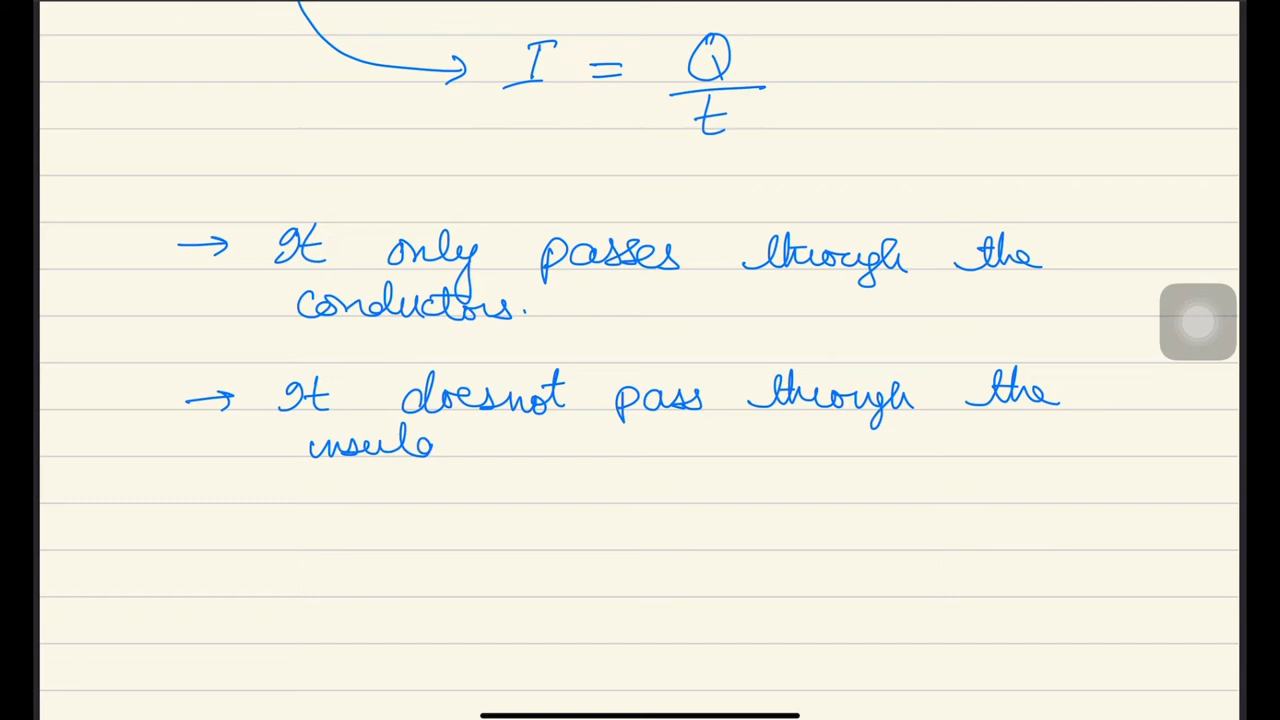 I = Q/t
→ It only passes through the
conductors.
→ It doesnot pass through the
insula